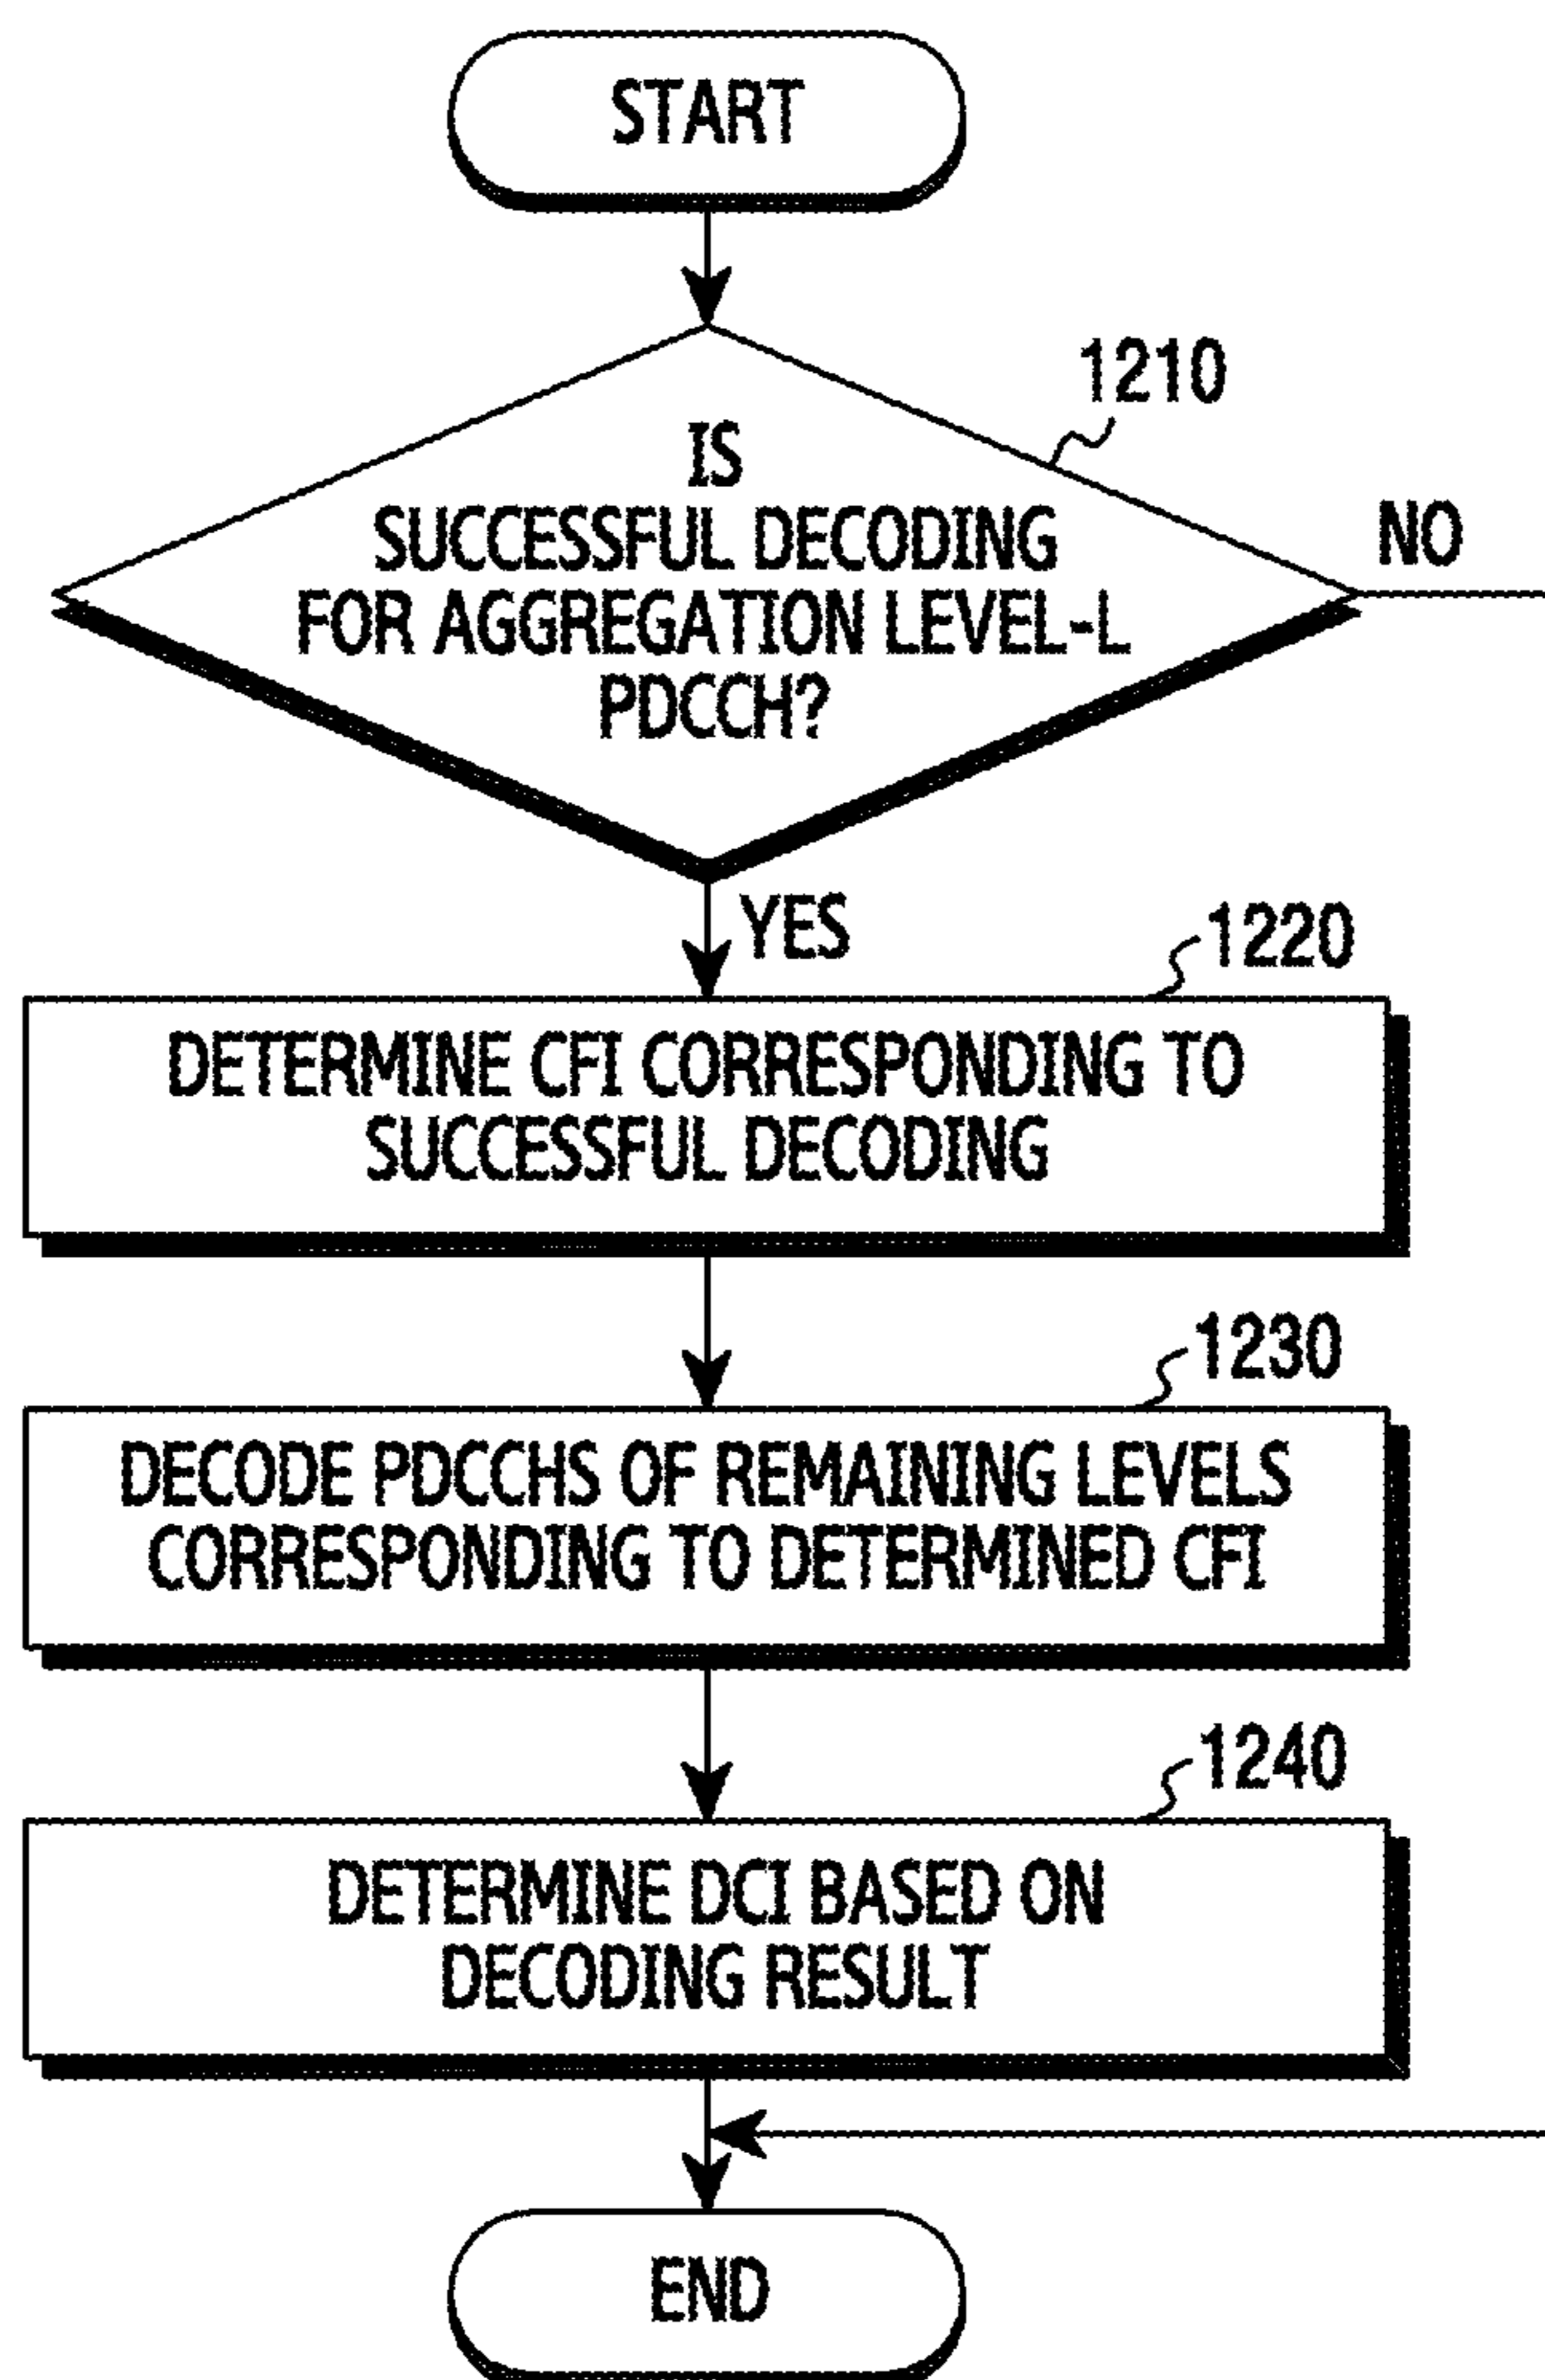 START
1210
IS
SUCCESSFUL DECODING
FOR AGGREGATION LEVEL-L
PDCCH?
NO
YES
1220
DETERMINE CFI CORRESPONDING TO
SUCCESSFUL DECODING
1230
DECODE PDCCHS OF REMAINING LEVELS
CORRESPONDING TO DETERMINED CFI
1240
DETERMINE DCI BASED ON
DECODING RESULT
END